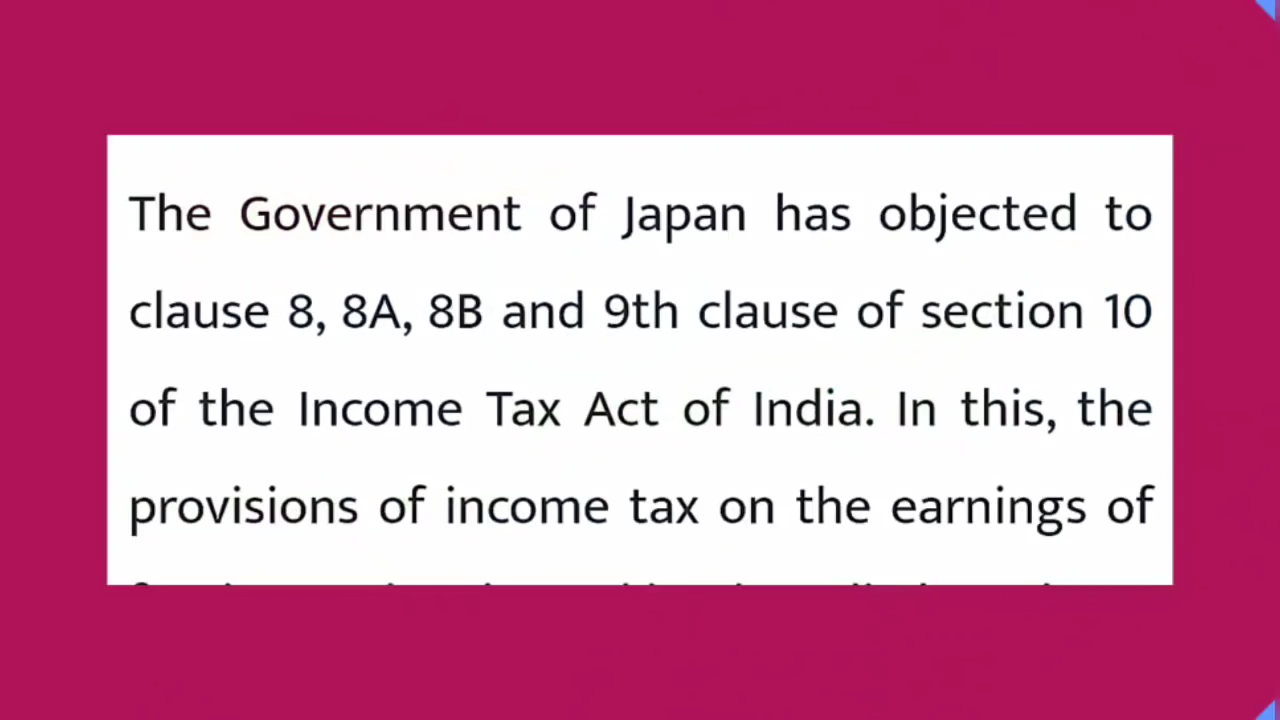 The Government of Japan has objected to
clause 8, 8A, 8B and 9th clause of section 10
of the Income Tax Act of India. In this, the
provisions of income tax on the earnings of